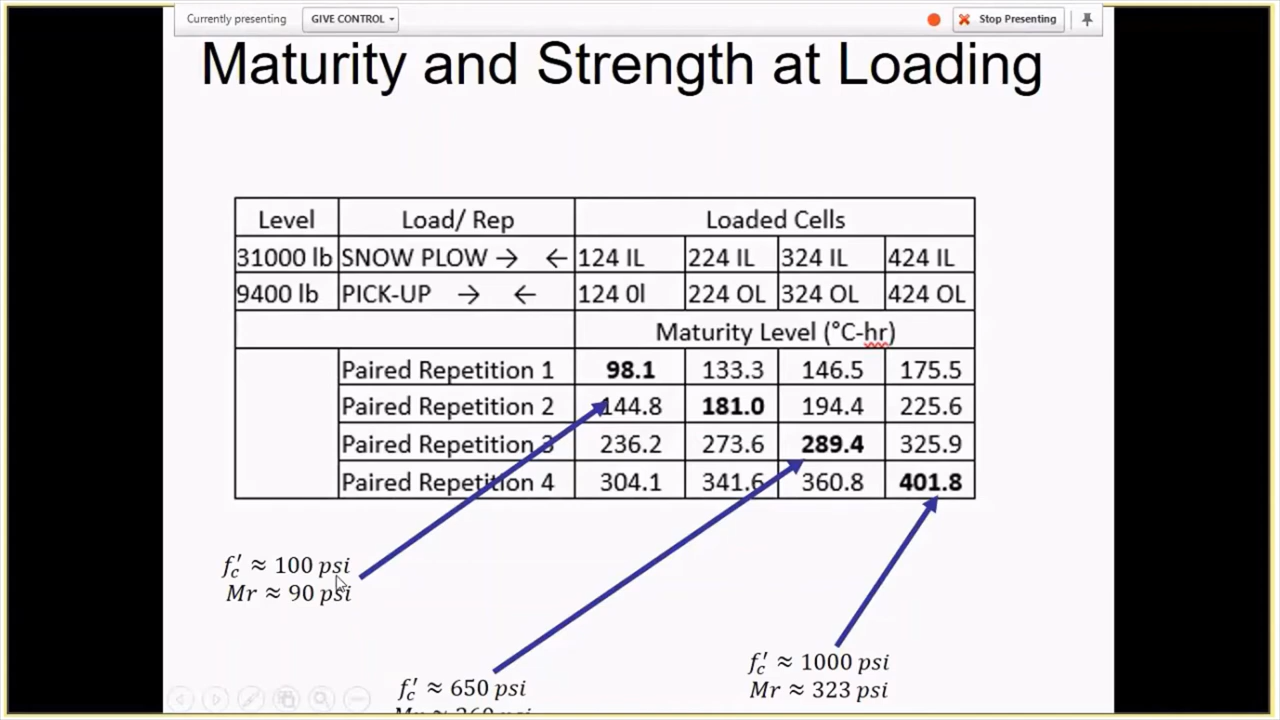 Currently presenting GIVE CONTROL Stop Presenting
Maturity and Strength at Loading
Level Load/ Rep Loaded Cells
31000 lb SNOW PLOW → ← 124 IL 224 IL 324 IL 424 IL
9400 lb PICK-UP → ← 124 0l 224 OL 324 OL 424 OL
Maturity Level (°C-hr)
Paired Repetition 1 98.1 133.3 146.5 175.5
Paired Repetition 2 144.8 181.0 194.4 225.6
Paired Repetition 3 236.2 273.6 289.4 325.9
Paired Repetition 4 304.1 341.6 360.8 401.8
f′c ≈ 100 psi
Mr ≈ 90 psi
f′c ≈ 1000 psi
Mr ≈ 323 psi
f′c ≈ 650 psi